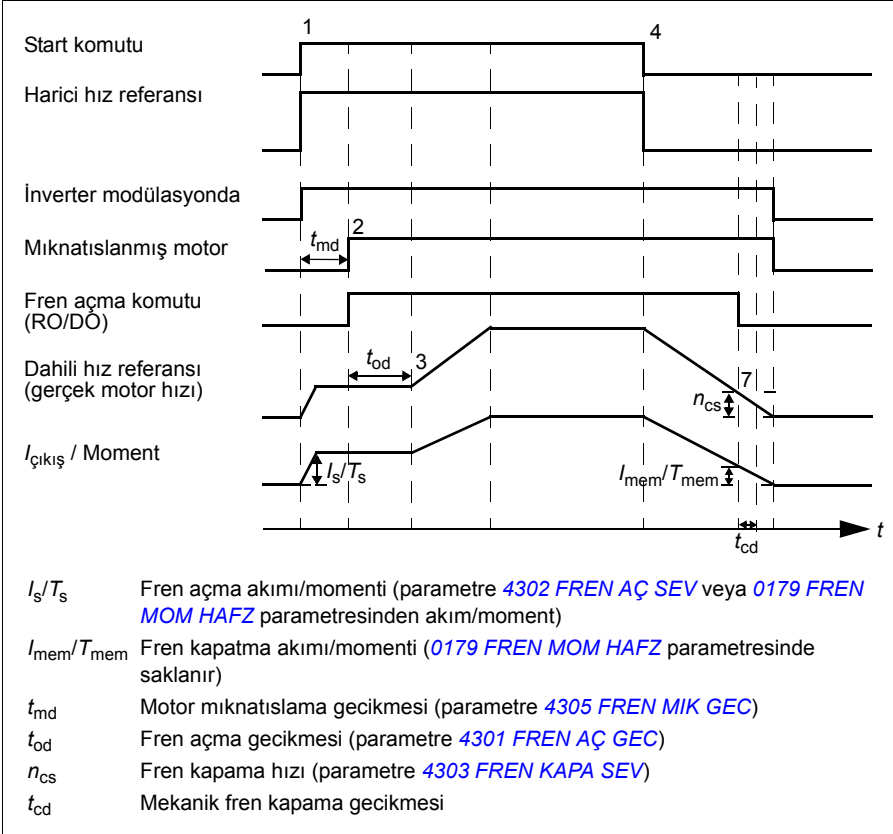 1
4
Start komutu
Harici hız referansı
İnverter modülasyonda
2
Mıknatıslanmış motor
tmd
Fren açma komutu
(RO/DO)
Dahili hız referansı
(gerçek motor hızı)
tod
3
7
ncs
Içıkış / Moment
Is/Ts
Imem/Tmem
t
tcd
Is/Ts Fren açma akımı/momenti (parametre 4302 FREN AÇ SEV veya 0179 FREN
MOM HAFZ parametresinden akım/moment)
Imem/Tmem Fren kapatma akımı/momenti (0179 FREN MOM HAFZ parametresinde
saklanır)
tmd Motor mıknatıslama gecikmesi (parametre 4305 FREN MIK GEC)
tod Fren açma gecikmesi (parametre 4301 FREN AÇ GEC)
ncs Fren kapama hızı (parametre 4303 FREN KAPA SEV)
tcd Mekanik fren kapama gecikmesi